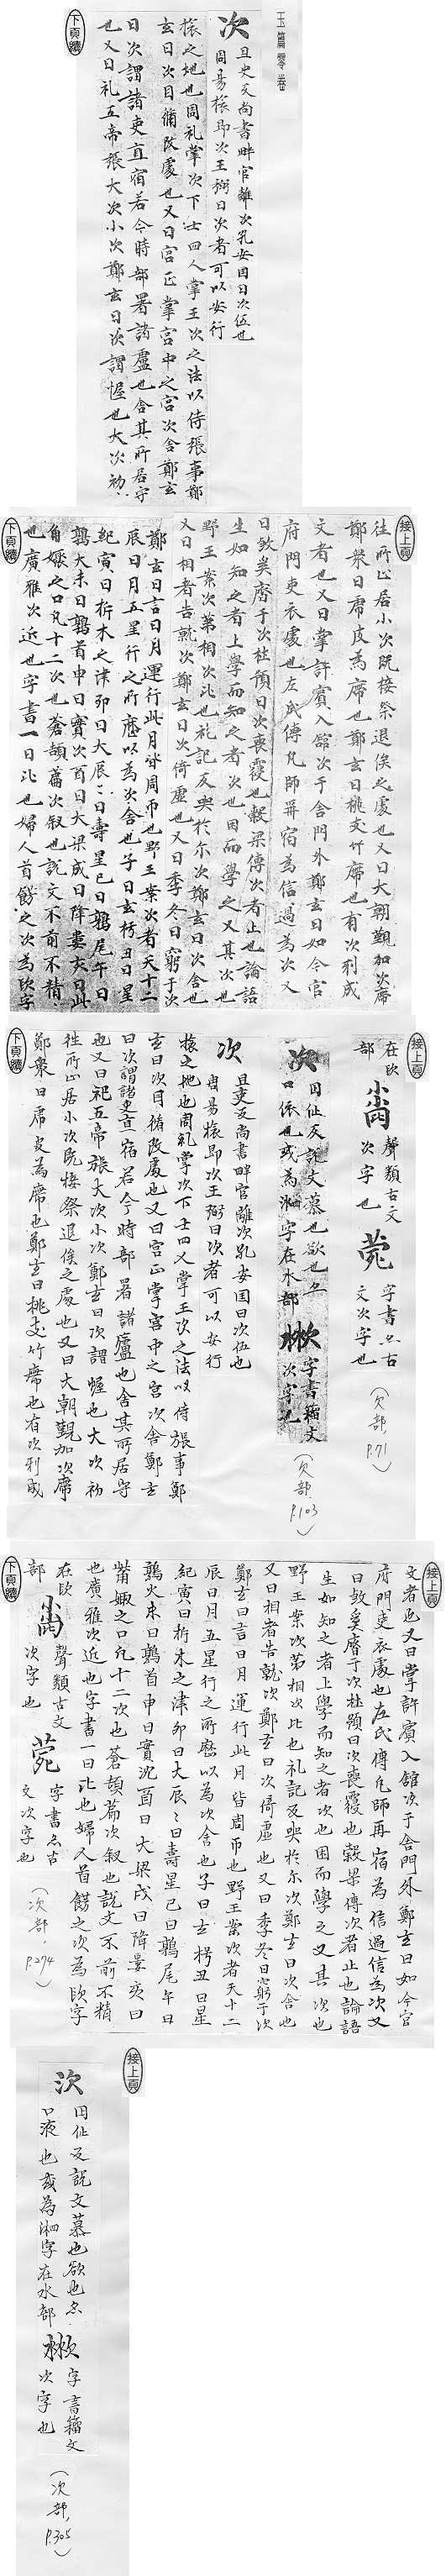 玉篇零卷
次 且吏反尚書畔官離次孔安国曰次位也
周易旅即次王弼曰次者可以安行
旅之地也周礼掌次下士四人掌王次之法以待張事鄭
玄曰次自脩改處也又曰宮正掌宮中之宮次舍鄭玄
曰次謂諸吏直宿若今時部署諸廬也舍其所居寺
也又曰礼五帝張大次小次鄭玄曰次謂幄也大次初
下頁續
接上頁
往所止居小次既接祭退俟之處也又曰大朝覲加次席
鄭衆曰席皮為席也鄭玄曰桃支竹席也有次列成
文者也又曰掌訝賓入館次于舍門外鄭玄曰如今官
府門吏衣處也左氏傳凡師再宿為信過為次又
曰致奚齊于次杜預曰次喪寑也穀梁傳次者止也論語
生如知之者上學而知之者次也困而學之又其次也
野王案次第相次比也礼記及輿於尓次鄭玄曰次舍也
又曰相者告就次鄭玄曰次倚廬也又曰季冬日窮于次
鄭玄曰言日月運行此月皆周帀也野王案次者天十二
辰日月五星行之所歷以為次舍也子曰玄枵丑曰星
紀寅曰析木之津卯曰大辰〻曰壽星巳曰鶉尾午曰
鶉火未曰鶉首申曰實沈酉曰大梁戌曰降婁亥曰此
觜娵之口凡十二次也蒼頡篇次叙也說文不前不精
也廣雅次近也字書一曰比也婦人首飾之次為㰣字
下頁續
接上頁
在㰣
部
聲類古文
次字也
字書亦古
文次字也
（欠部、P.71）
次 囙仙反說文慕也欲也亦
口依也或為湘字在水部
字書籀文
次字也
（欠部、P.103）
次 且吏反尚書畔官離次孔安国曰次伍也
周易旅即次王弼曰次者可以安行
旅之地也周礼掌次下士四人掌王次之法以待張事鄭
玄曰次自脩改處也又曰宮正掌宮中之宮次舍鄭玄
曰次謂諸吏直宿若今時部署諸廬也舍其所居寺
也又曰祀五帝張大次小次鄭玄曰次謂幄也大次初
往所止居小次既接祭退俟之處也又曰大朝覲加次席
鄭衆曰席皮為席也鄭玄曰桃支竹席也有次列成
下頁續
接上頁
文者也又曰掌訝賓入館次于舍門外鄭玄曰如今官
府門吏衣處也左氏傳凡師再宿為信過信為次又
曰致奚齊于次杜預曰次喪寑也穀梁傳次者止也論語
生如知之者上學而知之者次也困而學之又其次也
野王案次第相次比也礼記及輿於尓次鄭玄曰次舍也
又曰相者告就次鄭玄曰次倚廬也又曰季冬日窮于次
鄭玄曰言日月運行此月皆周帀也野王案次者天十二
辰日月五星行之所歷以為次舍也子曰玄枵丑曰星
紀寅曰析木之津卯曰大辰〻曰壽星巳曰鶉尾午曰
鶉火未曰鶉首申曰實沈酉曰大梁戌曰降婁亥曰
觜娵之口凡十二次也蒼頡篇次叙也說文不前不精
也廣雅次近也字書一曰比也婦人首飾之次為㰣字
在㰣
部
聲類古文
次字也
字書亦古
文次字也
（次部、P.274）
下頁續
接上頁
㳄 囙仙反說文慕也欲也亦
口液也或為湘字在水部
字書籀文
次字也
（次部、P.305）